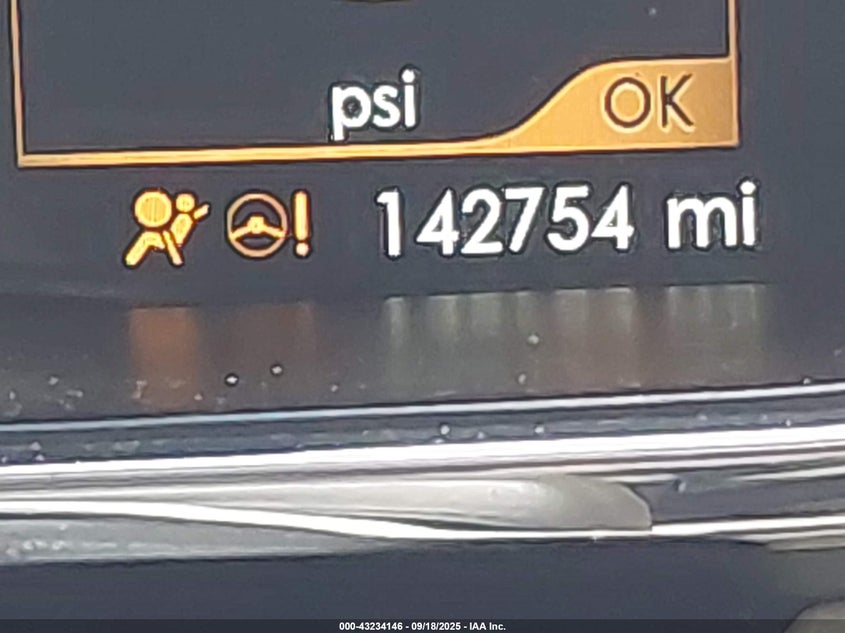 psi
OK
142754 mi
000-43234146 - 09/18/2025 - IAA Inc.